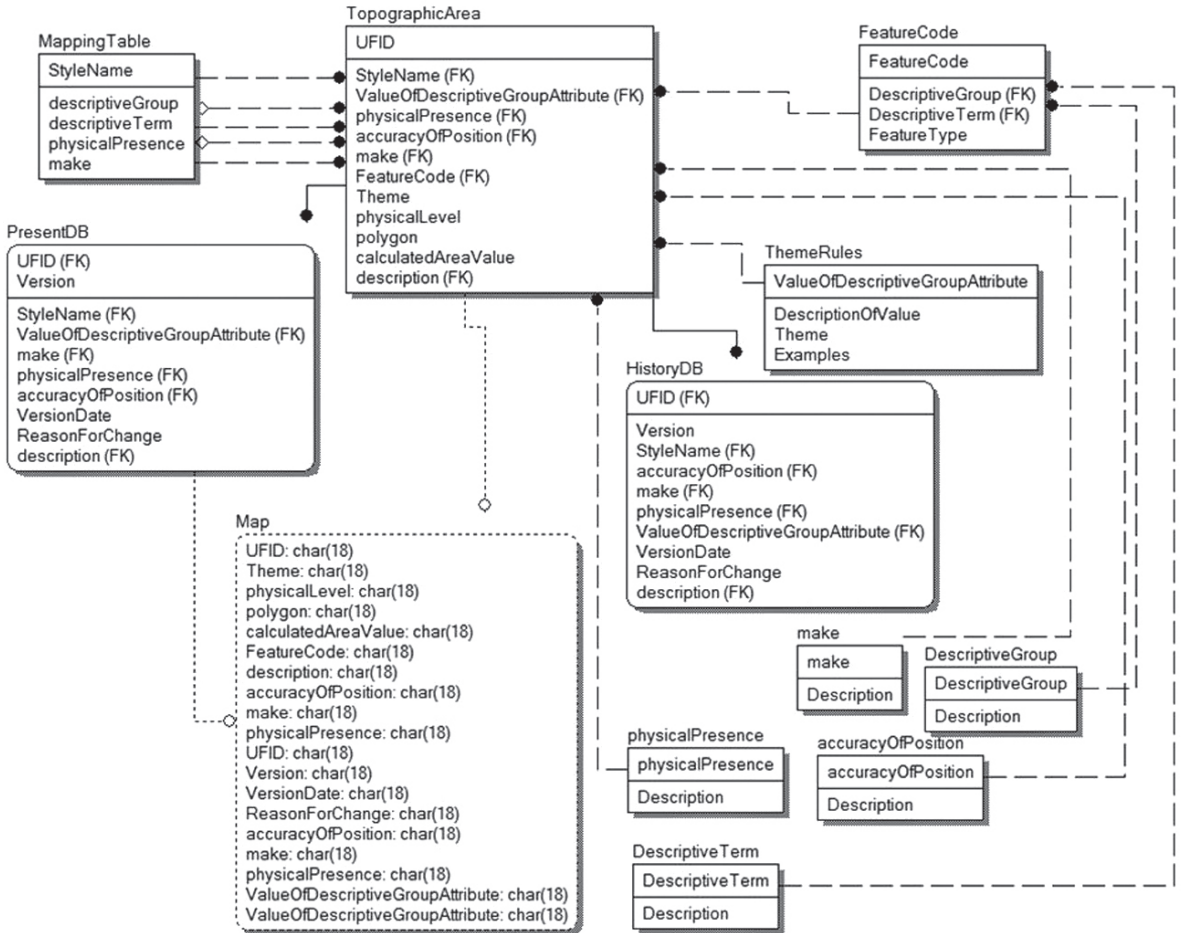 TopographicArea
UFID
StyleName (FK)
ValueOfDescriptiveGroupAttribute (FK)
physicalPresence (FK)
accuracyOfPosition (FK)
make (FK)
FeatureCode (FK)
Theme
physicalLevel
polygon
calculatedAreaValue
description (FK)
MappingTable
StyleName
descriptiveGroup
descriptiveTerm
physicalPresence
make
FeatureCode
FeatureCode
DescriptiveGroup (FK)
DescriptiveTerm (FK)
FeatureType
PresentDB
UFID (FK)
Version
StyleName (FK)
ValueOfDescriptiveGroupAttribute (FK)
make (FK)
physicalPresence (FK)
accuracyOfPosition (FK)
VersionDate
ReasonForChange
description (FK)
ThemeRules
ValueOfDescriptiveGroupAttribute
DescriptionOfValue
Theme
Examples
HistoryDB
UFID (FK)
Version
StyleName (FK)
accuracyOfPosition (FK)
make (FK)
physicalPresence (FK)
ValueOfDescriptiveGroupAttribute (FK)
VersionDate
ReasonForChange
description (FK)
Map
UFID: char(18)
Theme: char(18)
physicalLevel: char(18)
polygon: char(18)
calculatedAreaValue: char(18)
FeatureCode: char(18)
description: char(18)
accuracyOfPosition: char(18)
make: char(18)
physicalPresence: char(18)
UFID: char(18)
Version: char(18)
VersionDate: char(18)
ReasonForChange: char(18)
accuracyOfPosition: char(18)
make: char(18)
physicalPresence: char(18)
ValueOfDescriptiveGroupAttribute: char(18)
ValueOfDescriptiveGroupAttribute: char(18)
make
make
Description
DescriptiveGroup
DescriptiveGroup
Description
physicalPresence
physicalPresence
Description
accuracyOfPosition
accuracyOfPosition
Description
DescriptiveTerm
DescriptiveTerm
Description